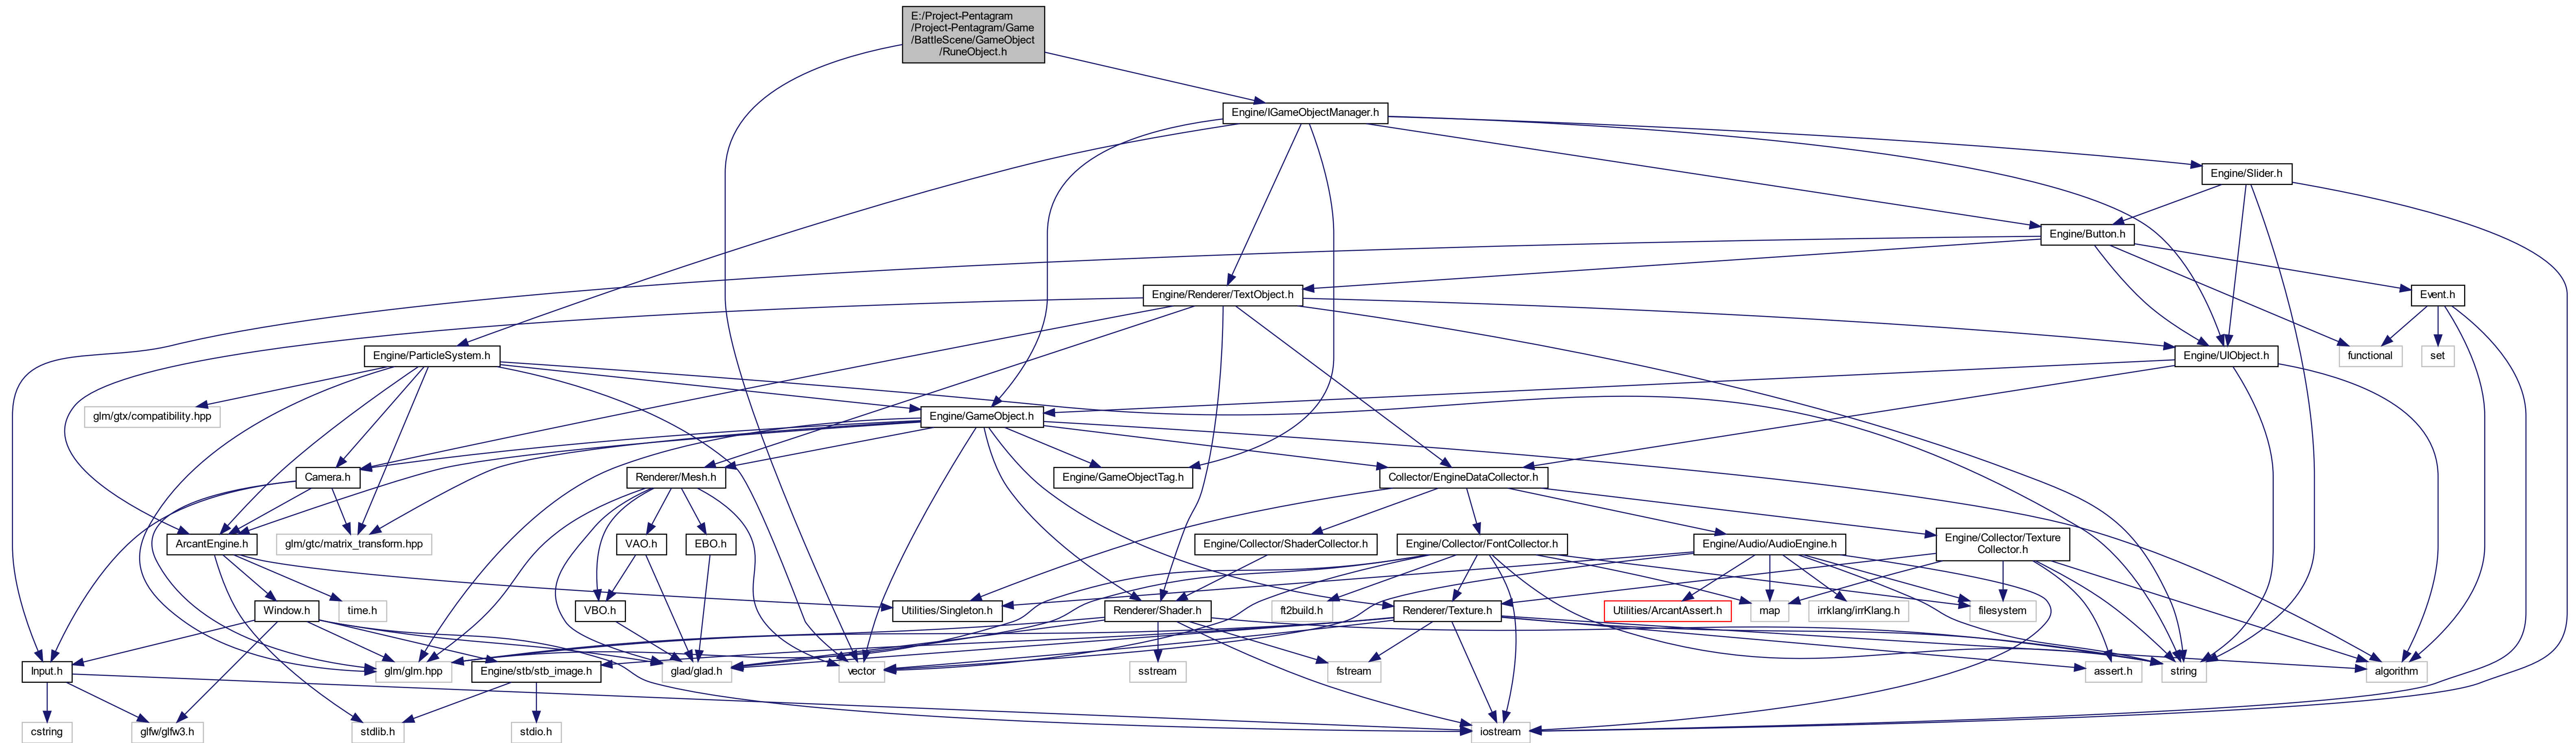 E:/Project-Pentagram
/Project-Pentagram/Game
/BattleScene/GameObject
/RuneObject.h
Engine/IGameObjectManager.h
Engine/Slider.h
Engine/Button.h
Engine/Renderer/TextObject.h
Event.h
Engine/ParticleSystem.h
Engine/UIObject.h
functional
set
glm/gtx/compatibility.hpp
Engine/GameObject.h
Camera.h
Renderer/Mesh.h
Engine/GameObjectTag.h
Collector/EngineDataCollector.h
ArcantEngine.h
glm/gtc/matrix_transform.hpp
VAO.h
EBO.h
Engine/Collector/ShaderCollector.h
Engine/Collector/FontCollector.h
Engine/Audio/AudioEngine.h
Engine/Collector/Texture
Collector.h
Window.h
time.h
VBO.h
Utilities/Singleton.h
Renderer/Shader.h
ft2build.h
Renderer/Texture.h
Utilities/ArcantAssert.h
map
irrklang/irrKlang.h
filesystem
Input.h
glm/glm.hpp
Engine/stb/stb_image.h
glad/glad.h
vector
sstream
fstream
assert.h
string
algorithm
cstring
glfw/glfw3.h
stdlib.h
stdio.h
iostream